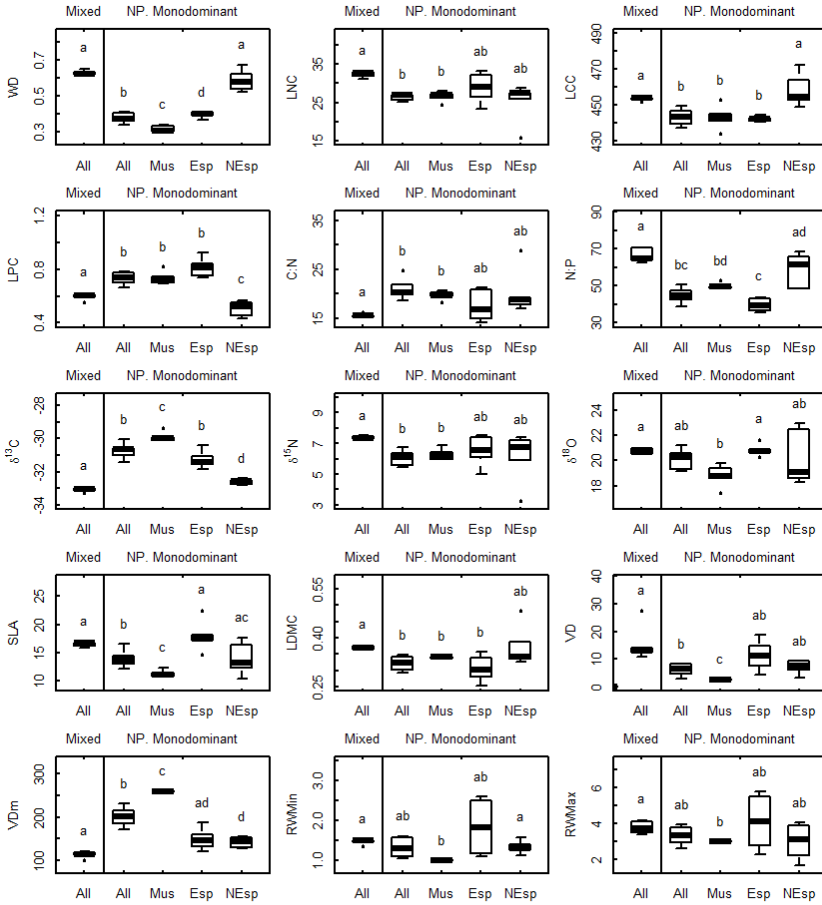 Mixed NP. Monodominant Mixed NP. Monodominant Mixed NP. Monodominant
WD 0.3 0.5 0.7 a b c d a All All Mus Esp NEsp
LNC 15 25 35 a b b ab ab All All Mus Esp NEsp
LCC 430 450 460 470 490 a b b b a All All Mus Esp NEsp
Mixed NP. Monodominant Mixed NP. Monodominant Mixed NP. Monodominant
LPC 0.4 0.8 1.2 a b b b c All All Mus Esp NEsp
C:N 15 20 25 35 a b b ab ab All All Mus Esp NEsp
N:P 30 50 70 90 a bc bd c ad All All Mus Esp NEsp
Mixed NP. Monodominant Mixed NP. Monodominant Mixed NP. Monodominant
δ13C -34 -32 -30 -28 a b c b d All All Mus Esp NEsp
δ15N 3 5 6 7 9 a b b ab ab All All Mus Esp NEsp
δ18O 18 20 22 24 a ab b a ab All All Mus Esp NEsp
Mixed NP. Monodominant Mixed NP. Monodominant Mixed NP. Monodominant
SLA 10 15 20 25 a b c a ac All All Mus Esp NEsp
LDMC 0.25 0.40 0.55 a b b b ab All All Mus Esp NEsp
VD 0 10 20 30 40 a b c ab ab All All Mus Esp NEsp
Mixed NP. Monodominant Mixed NP. Monodominant Mixed NP. Monodominant
VDm 100 200 300 a b c ad d All All Mus Esp NEsp
RWMin 1.0 2.0 3.0 a ab b ab a All All Mus Esp NEsp
RWMax 2 4 6 a ab b ab ab All All Mus Esp NEsp